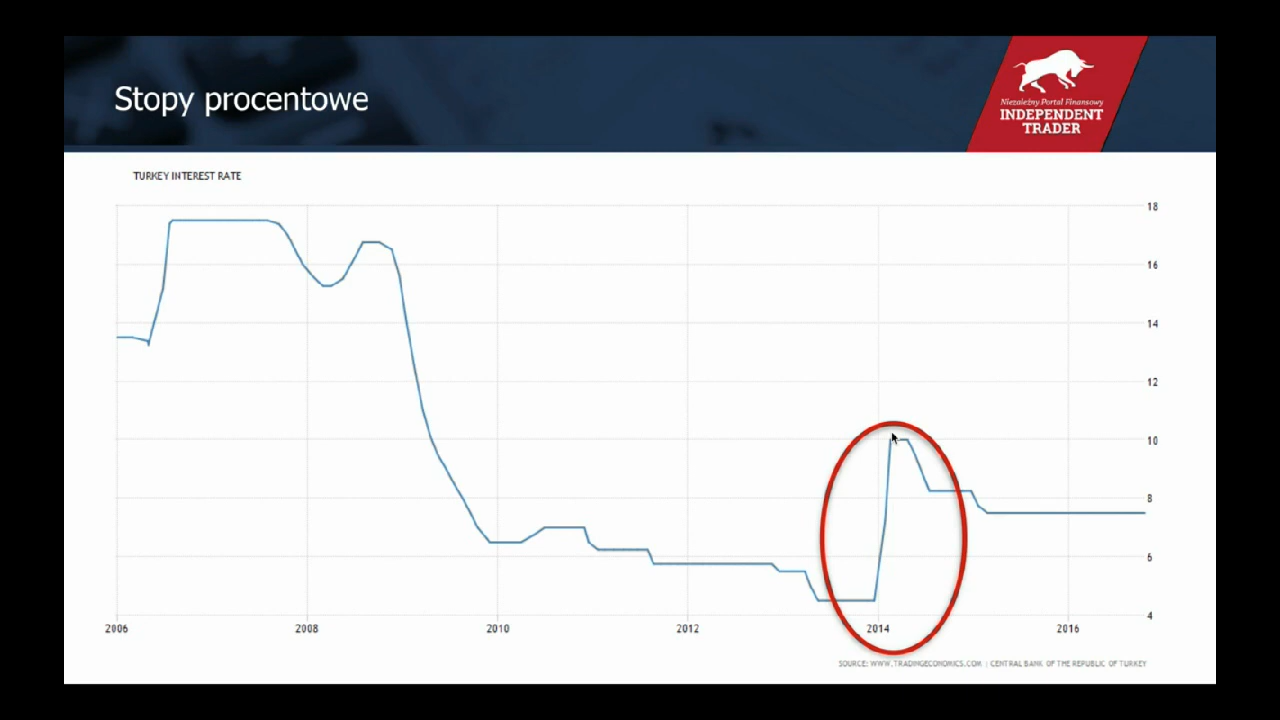 Stopy procentowe
Niezależny Portal Finansowy
INDEPENDENT
TRADER
TURKEY INTEREST RATE
18
16
14
12
10
8
6
4
2006 2008 2010 2012 2014 2016
SOURCE: WWW.TRADINGECONOMICS.COM | CENTRAL BANK OF THE REPUBLIC OF TURKEY